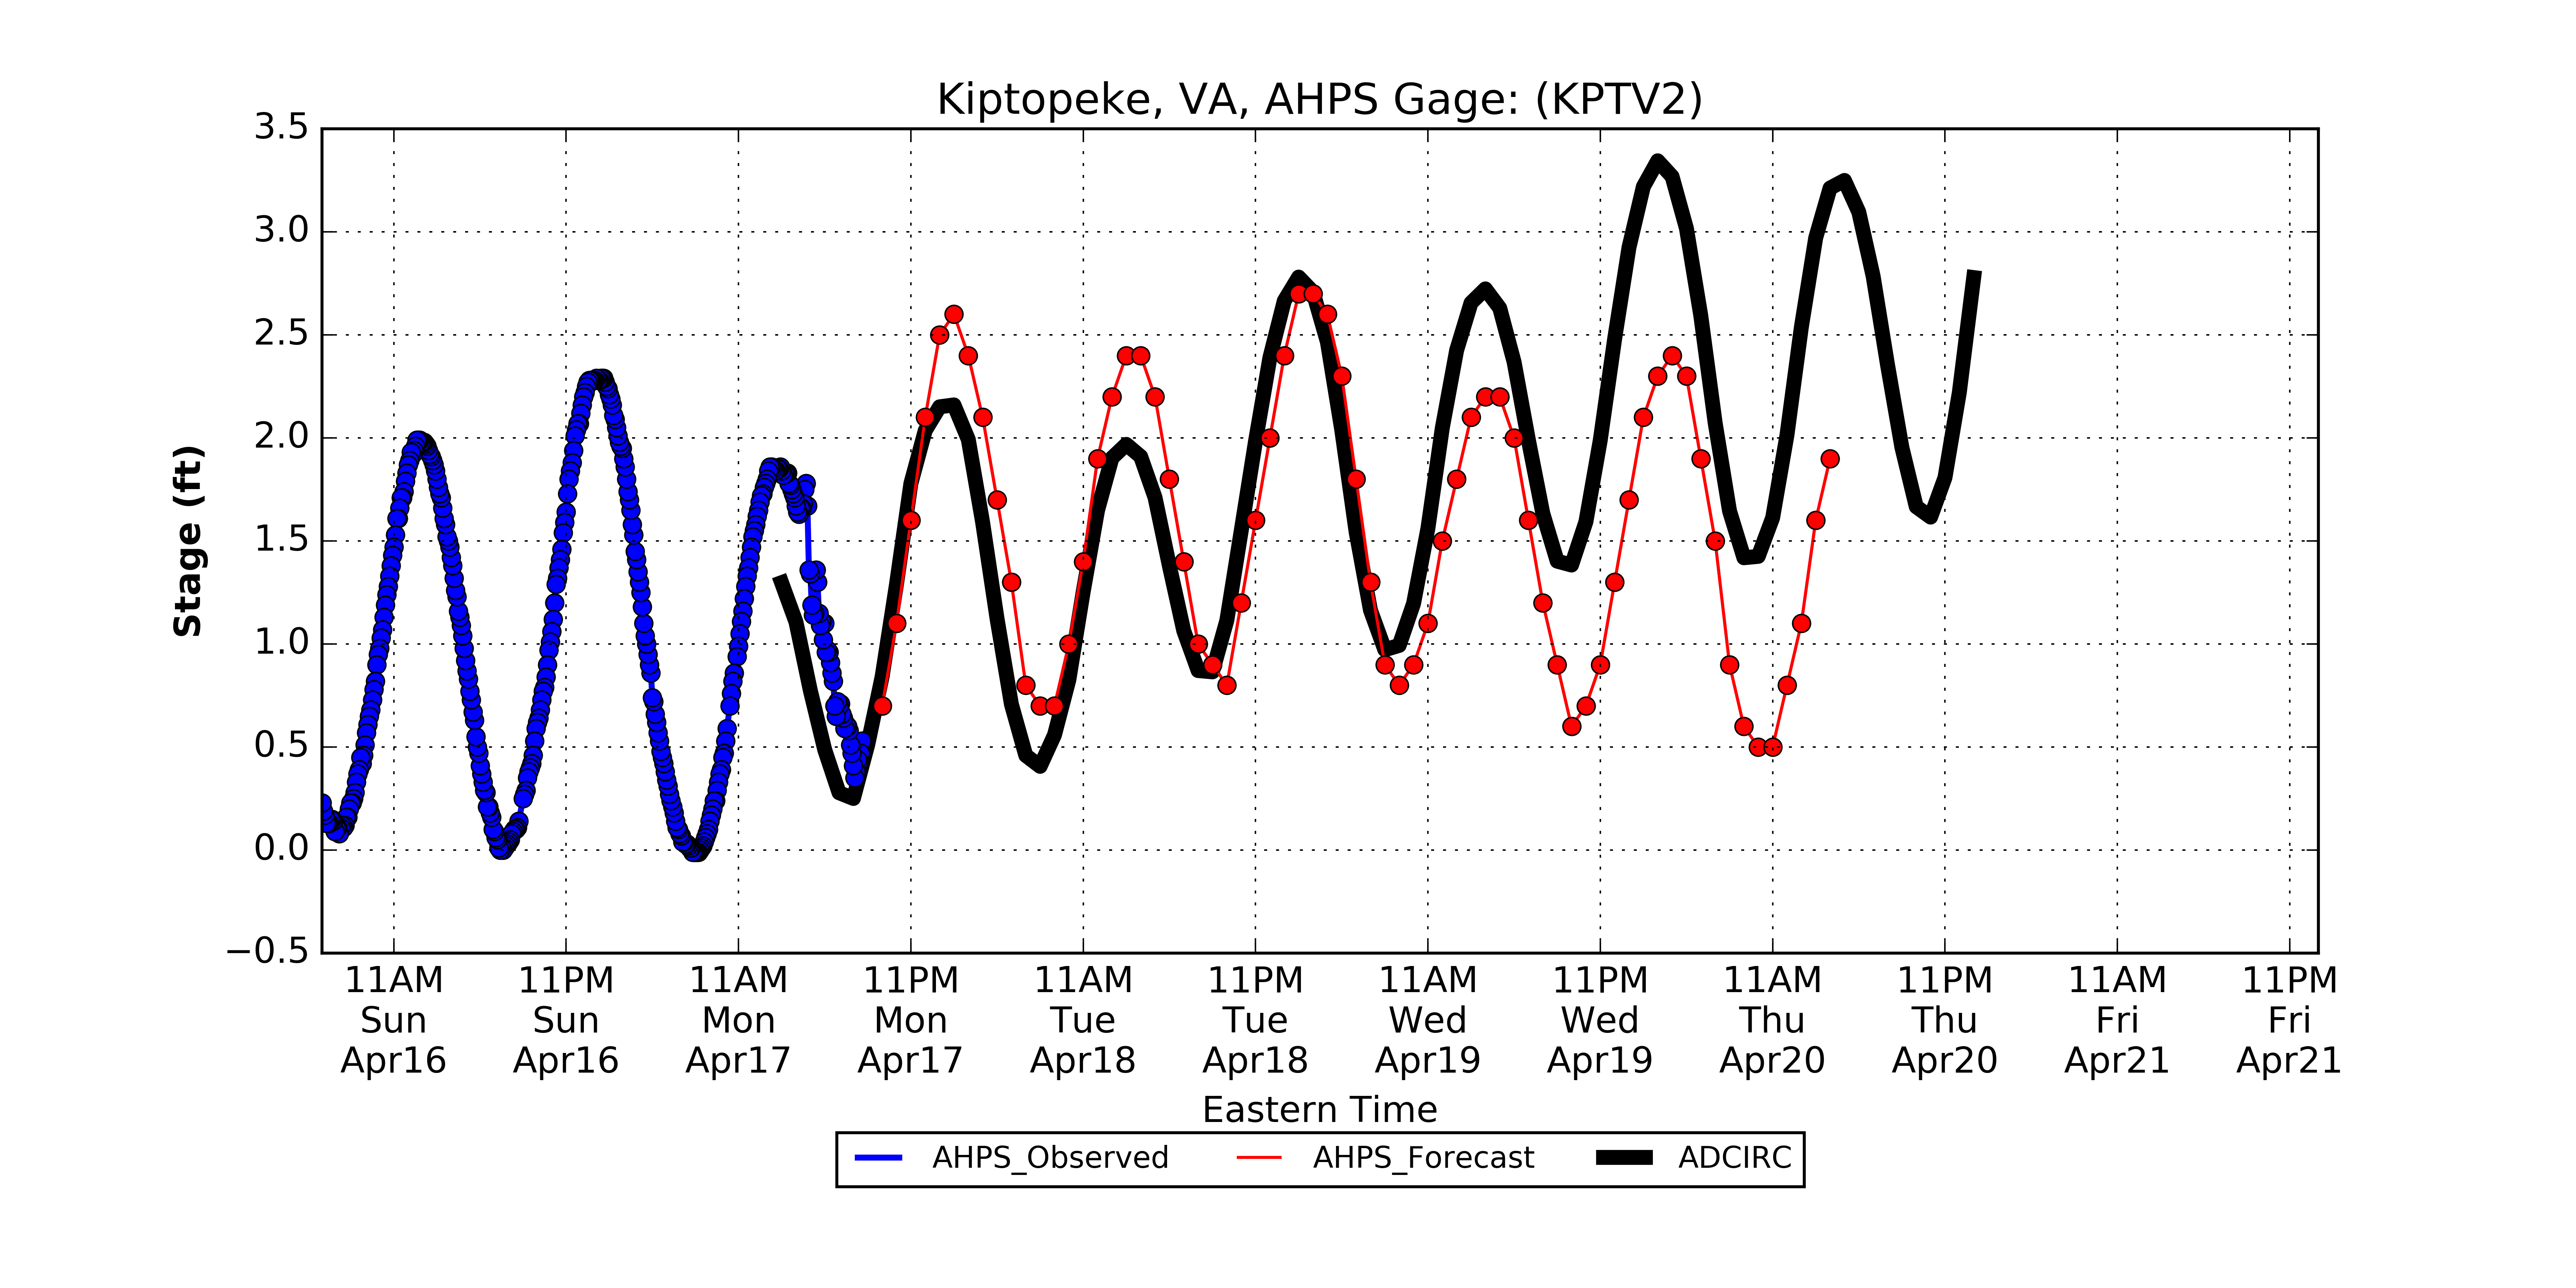 Kiptopeke, VA, AHPS Gage: (KPTV2)
3.5
3.0
2.5
2.0
1.5
1.0
0.5
0.0
−0.5
Stage (ft)
11AM 11PM 11AM 11PM 11AM 11PM 11AM 11PM 11AM 11PM 11AM 11PM
Sun Sun Mon Mon Tue Tue Wed Wed Thu Thu Fri Fri
Apr16 Apr16 Apr17 Apr17 Apr18 Apr18 Apr19 Apr19 Apr20 Apr20 Apr21 Apr21
Eastern Time
AHPS_Observed AHPS_Forecast ADCIRC